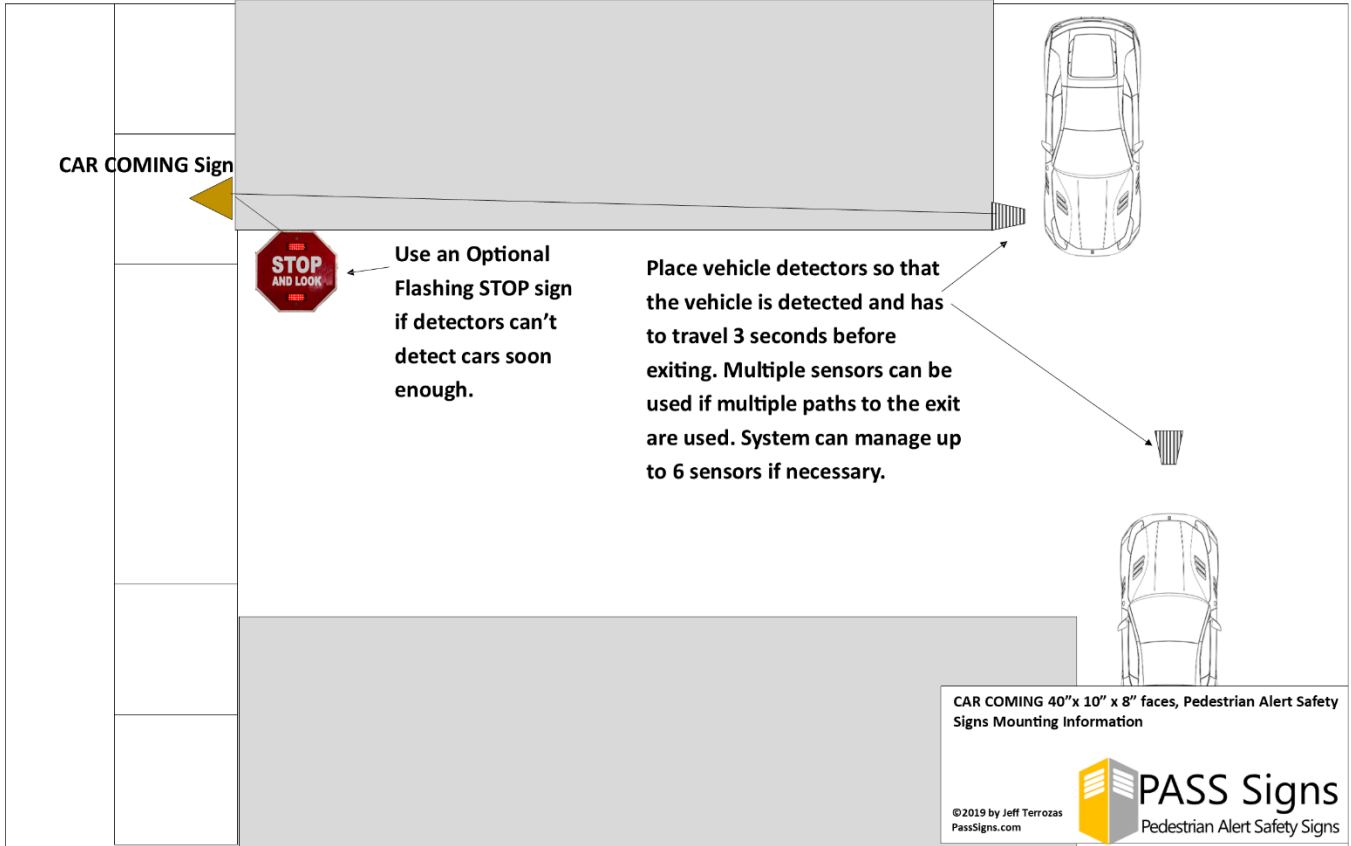 CAR COMING Sign
STOP
AND LOOK
Use an Optional
Flashing STOP sign
if detectors can’t
detect cars soon
enough.
Place vehicle detectors so that
the vehicle is detected and has
to travel 3 seconds before
exiting. Multiple sensors can be
used if multiple paths to the exit
are used. System can manage up
to 6 sensors if necessary.
CAR COMING 40”x 10” x 8” faces, Pedestrian Alert Safety
Signs Mounting Information
PASS Signs
Pedestrian Alert Safety Signs
©2019 by Jeff Terrozas
PassSigns.com